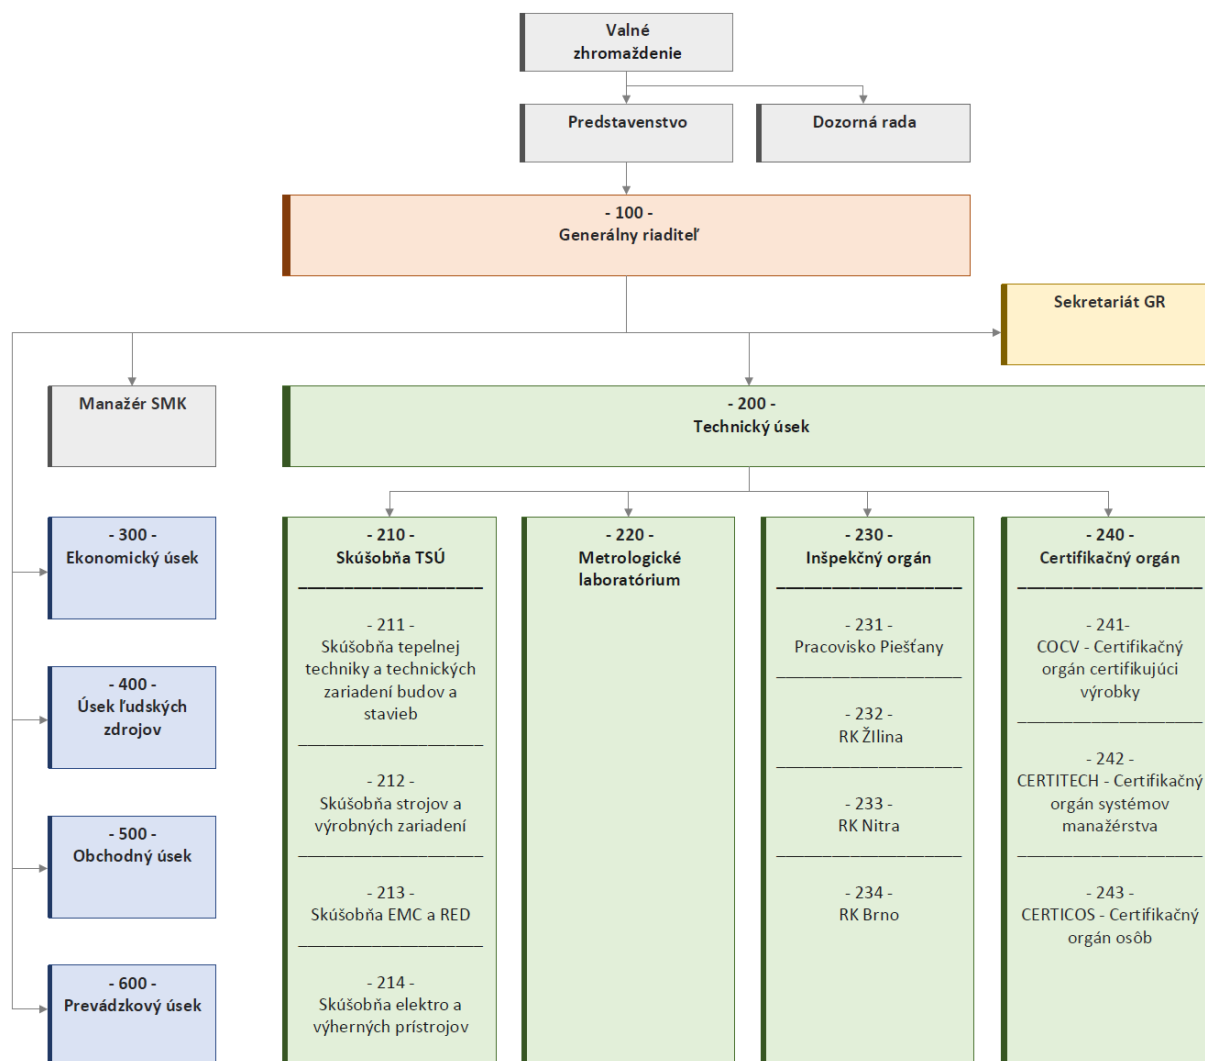 Valné
zhromaždenie
Predstavenstvo
Dozorná rada
- 100 -
Generálny riaditeľ
Sekretariát GR
Manažér SMK
- 200 -
Technický úsek
- 300 -
Ekonomický úsek
- 400 -
Úsek ľudských
zdrojov
- 500 -
Obchodný úsek
- 600 -
Prevádzkový úsek
- 210 -
Skúšobňa TSÚ
- 211 -
Skúšobňa tepelnej
techniky a technických
zariadení budov a
stavieb
- 212 -
Skúšobňa strojov a
výrobných zariadení
- 213 -
Skúšobňa EMC a RED
- 214 -
Skúšobňa elektro a
výherných prístrojov
- 220 -
Metrologické
laboratórium
- 230 -
Inšpekčný orgán
- 231 -
Pracovisko Piešťany
- 232 -
RK ŽIlina
- 233 -
RK Nitra
- 234 -
RK Brno
- 240 -
Certifikačný orgán
- 241-
COCV - Certifikačný
orgán certifikujúci
výrobky
- 242 -
CERTITECH - Certifikačný
orgán systémov
manažérstva
- 243 -
CERTICOS - Certifikačný
orgán osôb